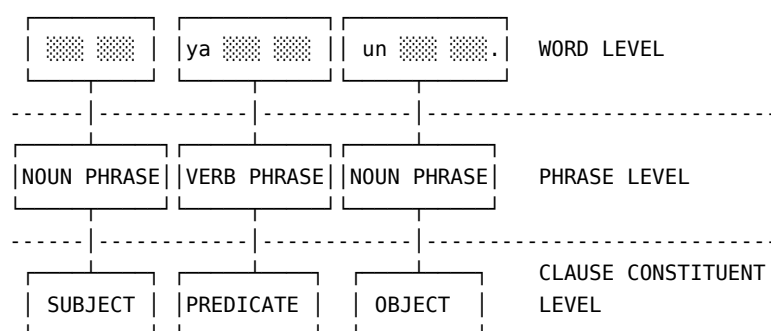 ya un . WORD LEVEL
NOUN PHRASE VERB PHRASE NOUN PHRASE PHRASE LEVEL
CLAUSE CONSTITUENT
SUBJECT PREDICATE OBJECT LEVEL